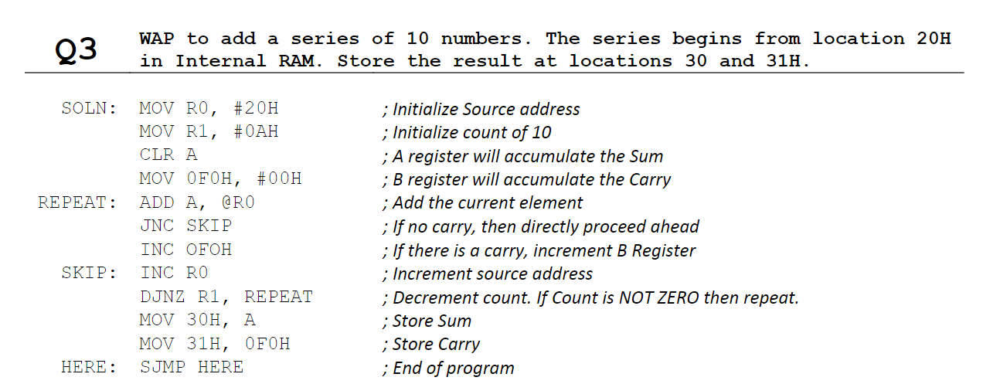 Q3 WAP to add a series of 10 numbers. The series begins from location 20H
in Internal RAM. Store the result at locations 30 and 31H.
SOLN: MOV R0, #20H ; Initialize Source address
MOV R1, #0AH ; Initialize count of 10
CLR A ; A register will accumulate the Sum
MOV 0F0H, #00H ; B register will accumulate the Carry
REPEAT: ADD A, @R0 ; Add the current element
JNC SKIP ; If no carry, then directly proceed ahead
INC OFOH ; If there is a carry, increment B Register
SKIP: INC R0 ; Increment source address
DJNZ R1, REPEAT ; Decrement count. If Count is NOT ZERO then repeat.
MOV 30H, A ; Store Sum
MOV 31H, 0F0H ; Store Carry
HERE: SJMP HERE ; End of program